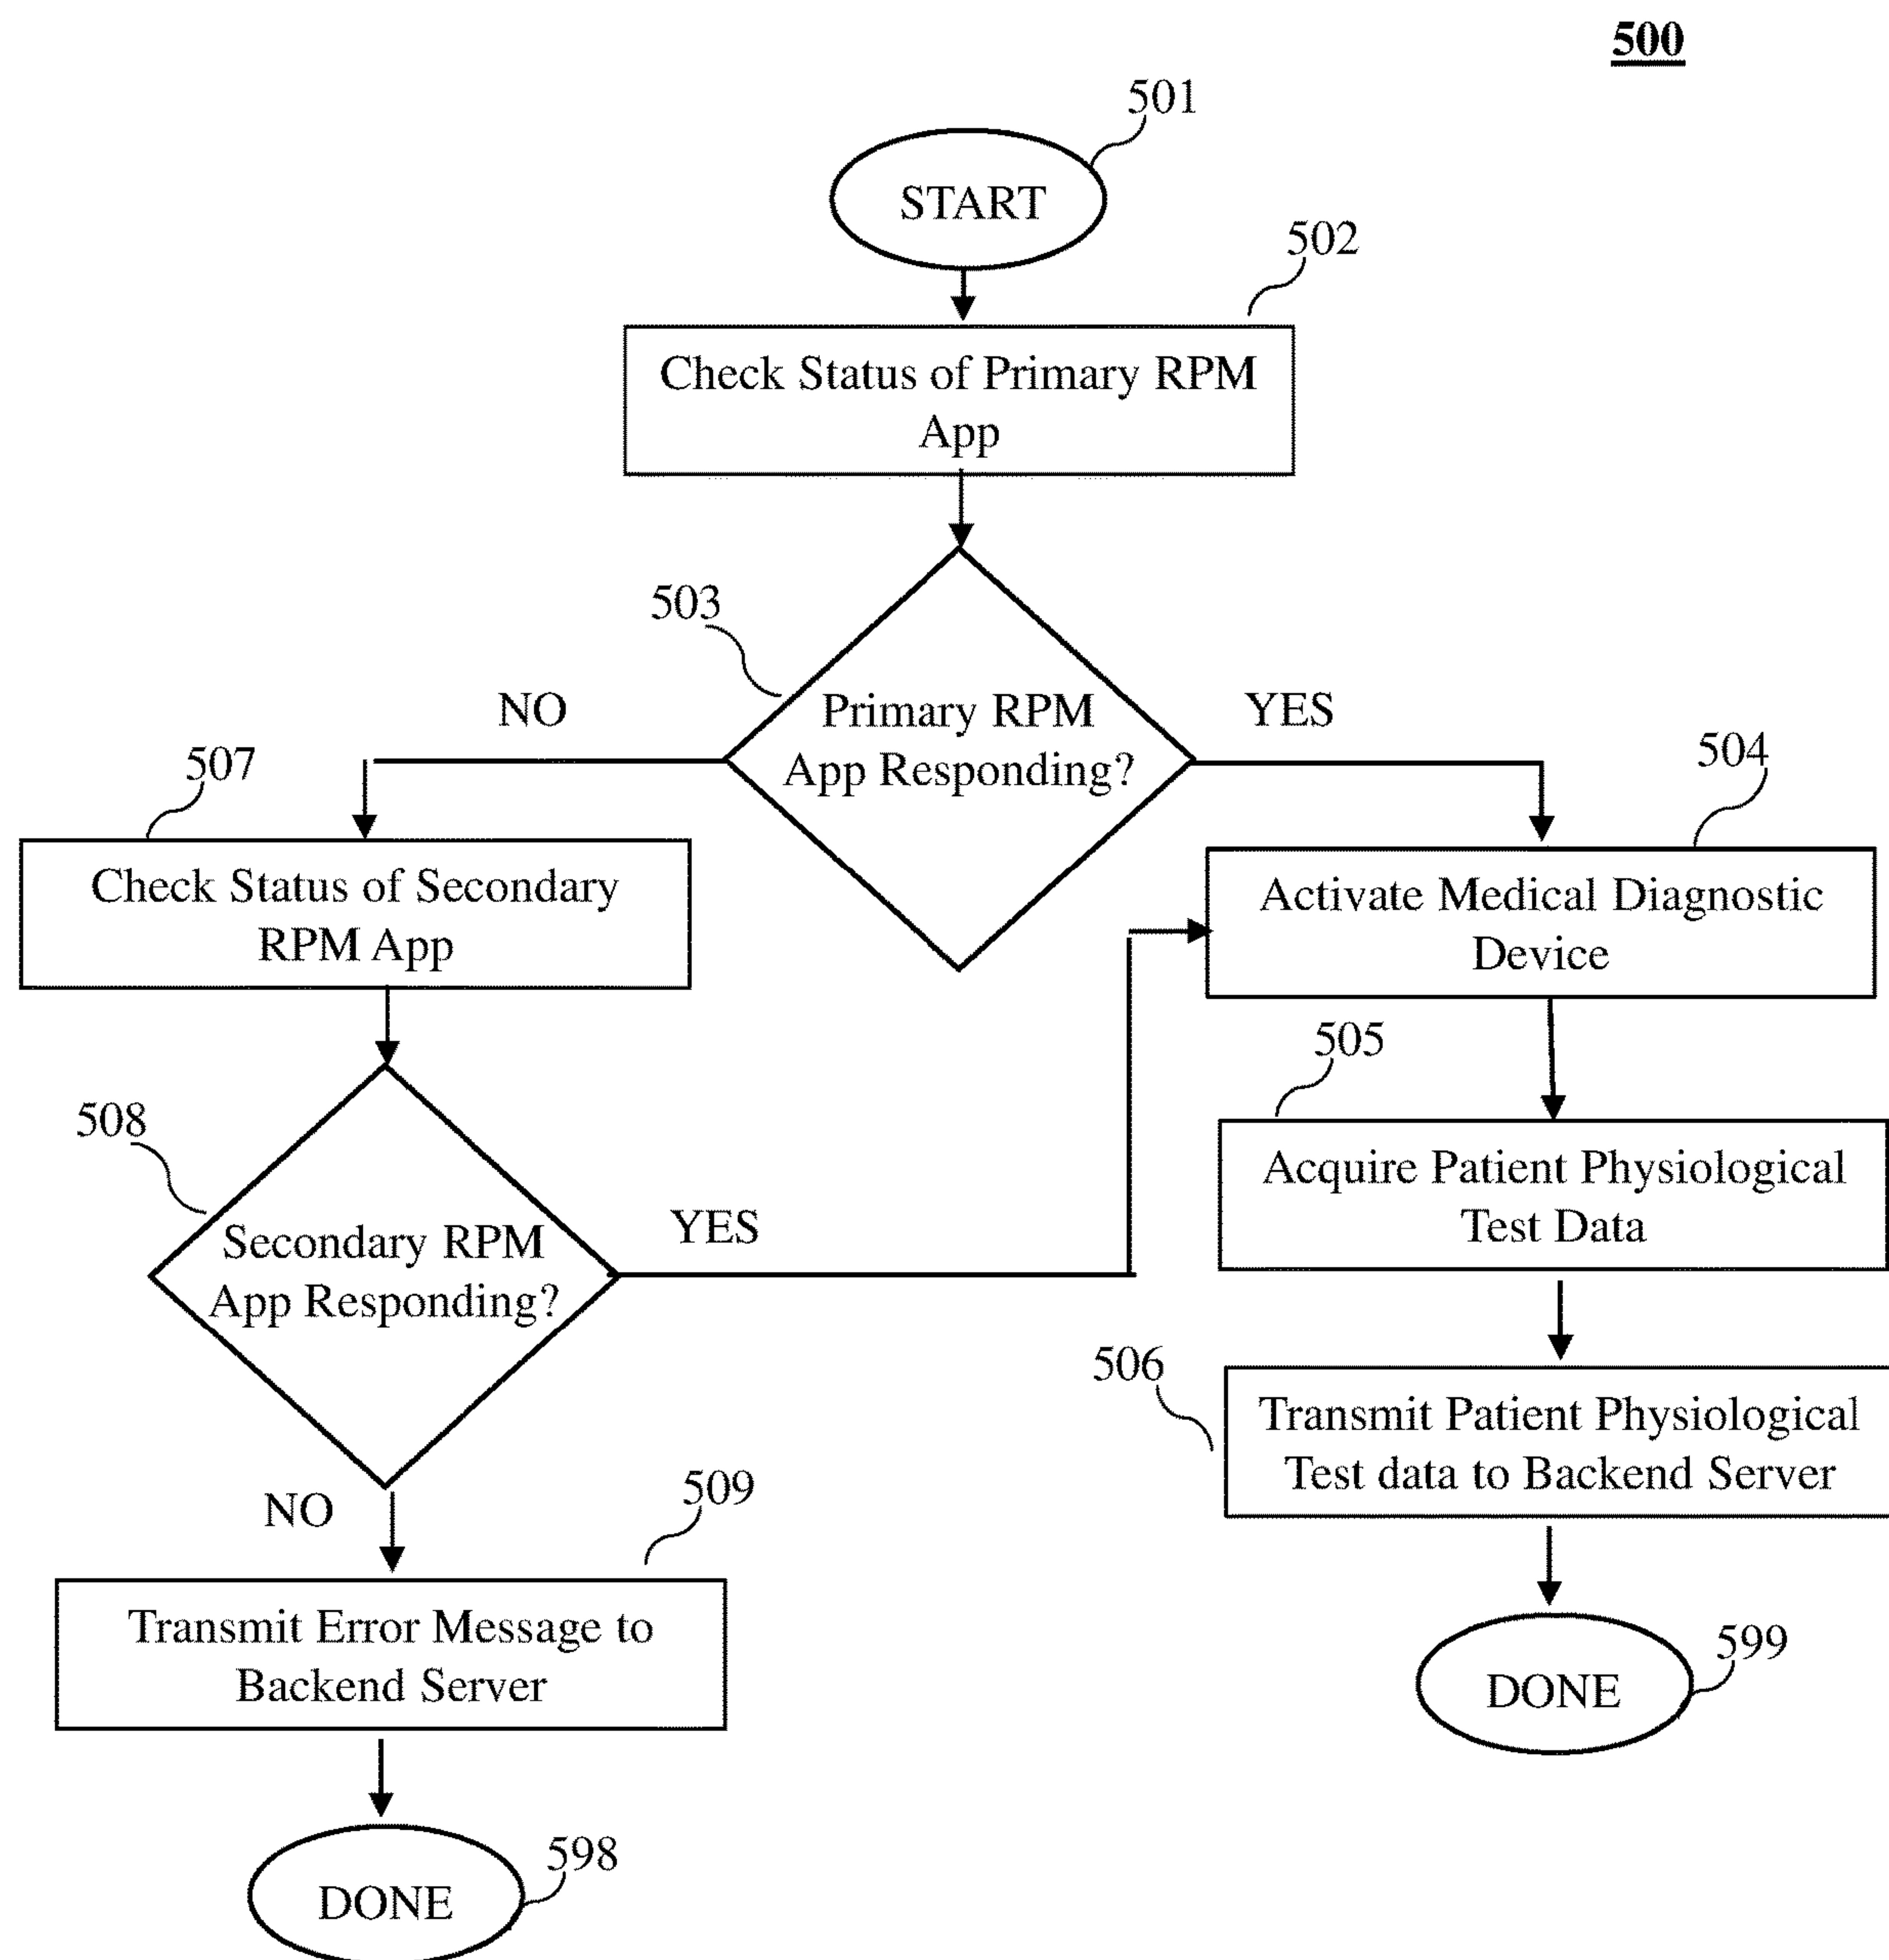 500
501
START
502
Check Status of Primary RPM
App
503
Primary RPM
App Responding?
NO
YES
507
Check Status of Secondary
RPM App
504
Activate Medical Diagnostic
Device
505
Acquire Patient Physiological
Test Data
508
Secondary RPM
App Responding?
YES
506
Transmit Patient Physiological
Test data to Backend Server
NO
509
Transmit Error Message to
Backend Server
599
DONE
598
DONE